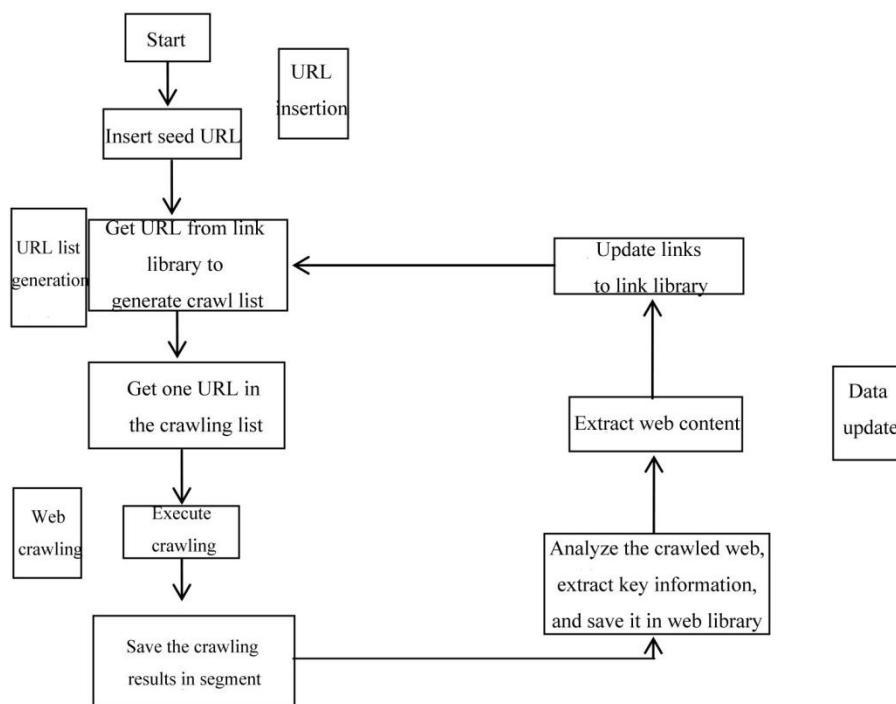 Start
URL
insertion
Insert seed URL
URL list
generation
Get URL from link
library to
generate crawl list
Update links
to link library
Get one URL in
the crawling list
Extract web content
Data
update
Web
crawling
Execute
crawling
Analyze the crawled web,
extract key information,
and save it in web library
Save the crawling
results in segment